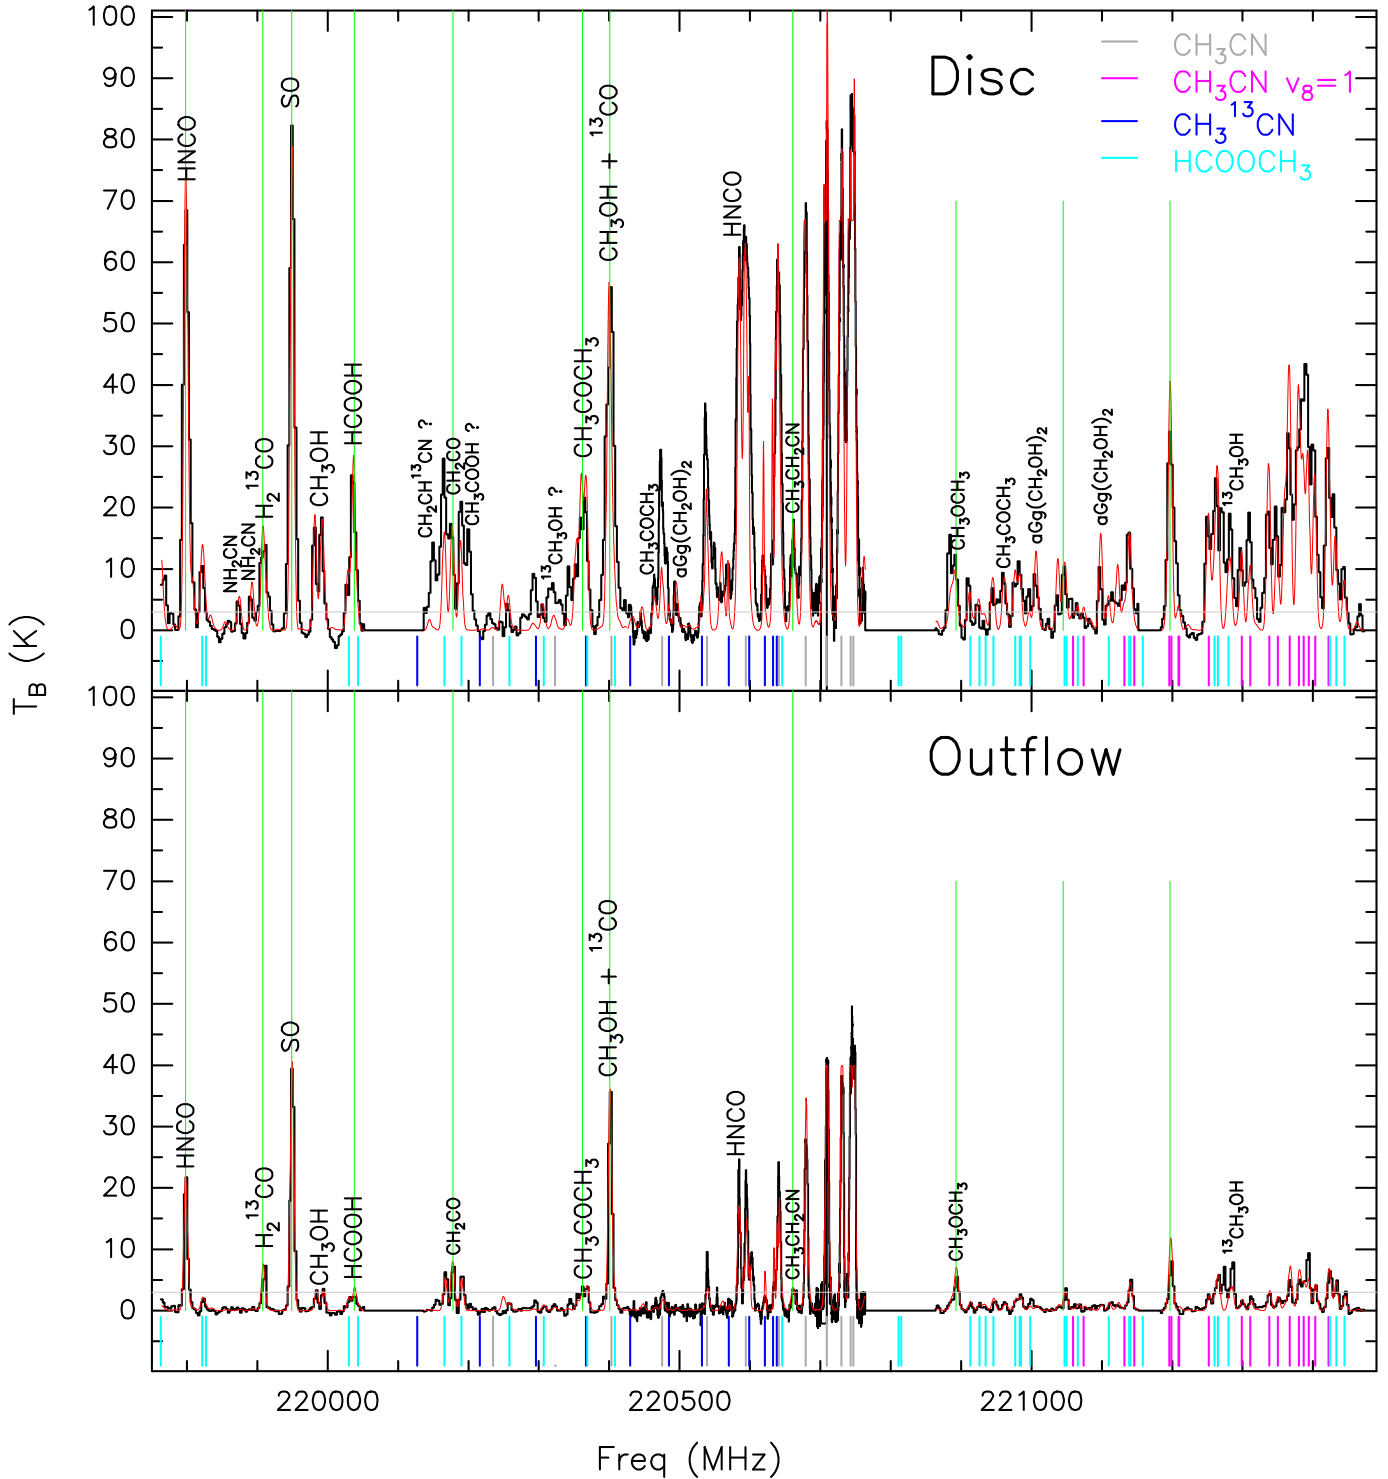 100
90
80
70
60
50
40
30
20
10
0
Disc
CH3CN
CH3CN v8=1
CH3 13CN
HCOOCH3
HNCO
NH2CN
NH2CN
H2 13CO
SO
CH3OH
HCOOH
CH2CH13CN ?
CH2CO
CH3COOH ?
13CH3OH ?
CH3COCH3
CH3OH + 13CO
CH3COCH3
aGg(CH2OH)2
HNCO
CH3CH2CN
CH3OCH3
CH3COCH3
aGg(CH2OH)2
aGg(CH2OH)2
13CH3OH
TB (K)
100
90
80
70
60
50
40
30
20
10
0
Outflow
HNCO
H2 13CO
SO
CH3OH
HCOOH
CH2CO
CH3COCH3
CH3OH + 13CO
HNCO
CH3CH2CN
CH3OCH3
13CH3OH
220000
220500
221000
Freq (MHz)